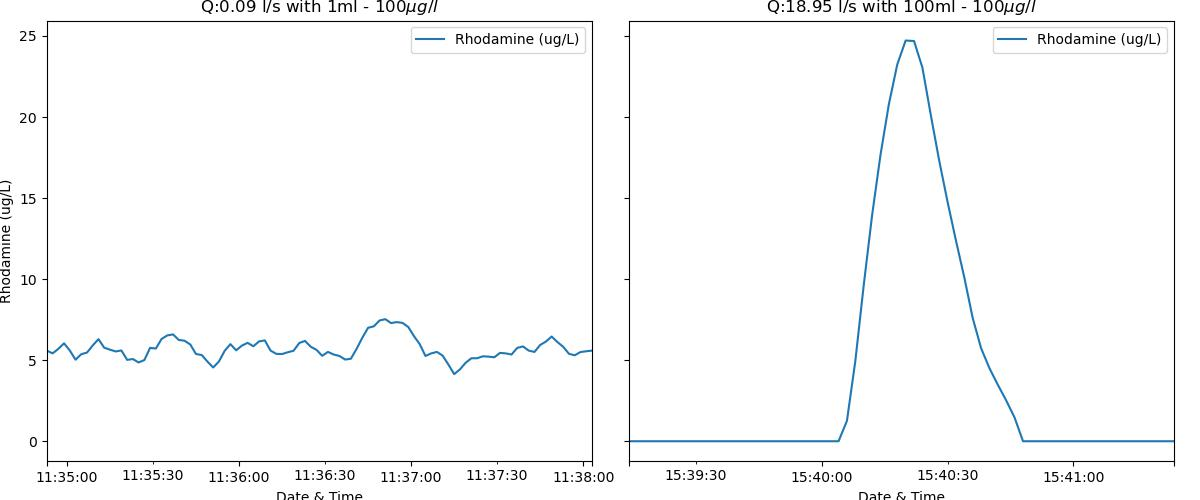 Q:0.09 l/s with 1ml - 100μg/l
Rhodamine (ug/L)
25
20
15
10
5
0
Rhodamine (ug/L)
11:35:00 11:35:30 11:36:00 11:36:30 11:37:00 11:37:30 11:38:00
Date & Time
Q:18.95 l/s with 100ml - 100μg/l
Rhodamine (ug/L)
15:39:30 15:40:00 15:40:30 15:41:00
Date & Time